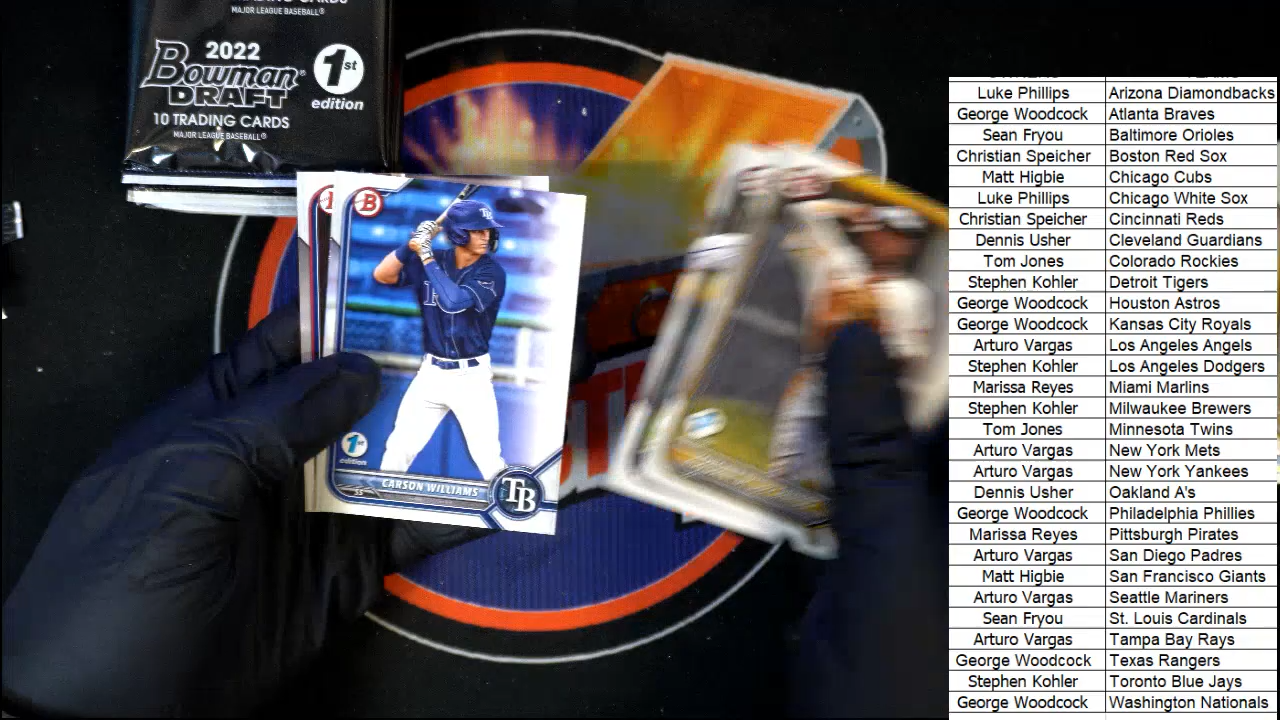 MAJOR LEAGUE BASEBALL®
2022
Bowman®
DRAFT
1st
edition
10 TRADING CARDS
MAJOR LEAGUE BASEBALL®
B
TB
1st
edition
CARSON WILLIAMS
SS
TB
Luke Phillips Arizona Diamondbacks
George Woodcock Atlanta Braves
Sean Fryou Baltimore Orioles
Christian Speicher Boston Red Sox
Matt Higbie Chicago Cubs
Luke Phillips Chicago White Sox
Christian Speicher Cincinnati Reds
Dennis Usher Cleveland Guardians
Tom Jones Colorado Rockies
Stephen Kohler Detroit Tigers
George Woodcock Houston Astros
George Woodcock Kansas City Royals
Arturo Vargas Los Angeles Angels
Stephen Kohler Los Angeles Dodgers
Marissa Reyes Miami Marlins
Stephen Kohler Milwaukee Brewers
Tom Jones Minnesota Twins
Arturo Vargas New York Mets
Arturo Vargas New York Yankees
Dennis Usher Oakland A's
George Woodcock Philadelphia Phillies
Marissa Reyes Pittsburgh Pirates
Arturo Vargas San Diego Padres
Matt Higbie San Francisco Giants
Arturo Vargas Seattle Mariners
Sean Fryou St. Louis Cardinals
Arturo Vargas Tampa Bay Rays
George Woodcock Texas Rangers
Stephen Kohler Toronto Blue Jays
George Woodcock Washington Nationals